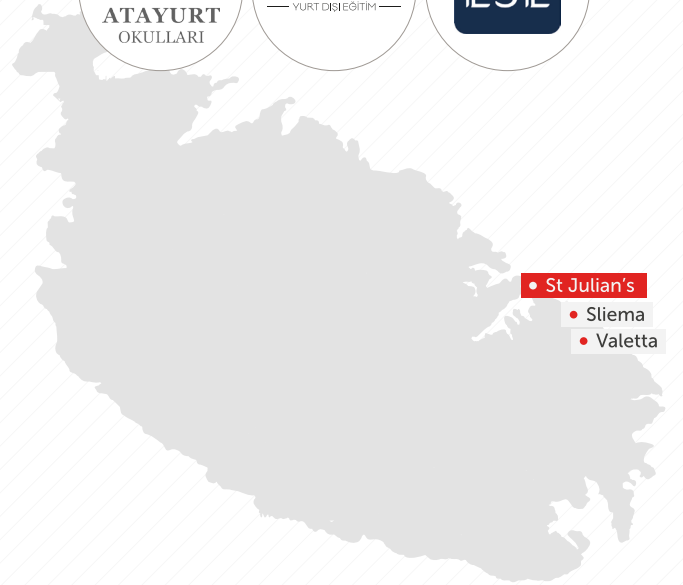 ATAYURT
OKULLARI
YURT DIŞI EĞİTİM
St Julian's
Sliema
Valetta